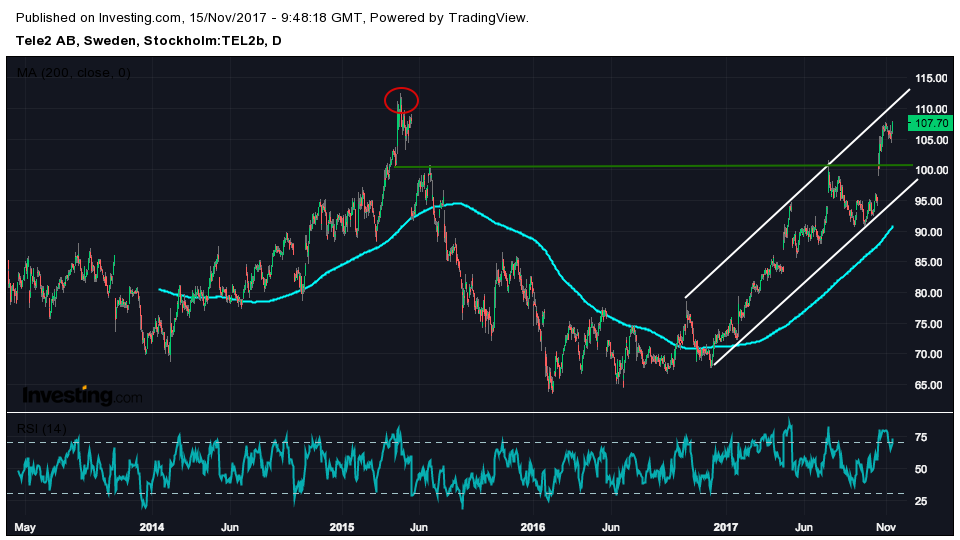 Published on Investing.com, 15/Nov/2017 - 9:48:18 GMT, Powered by TradingView.
Tele2 AB, Sweden, Stockholm:TEL2b, D
MA (200, close, 0)
115.00
110.00
107.70
105.00
100.00
95.00
90.00
85.00
80.00
75.00
70.00
65.00
Investing.com
RSI (14)
75
50
25
May 2014 Jun 2015 Jun 2016 Jun 2017 Jun Nov